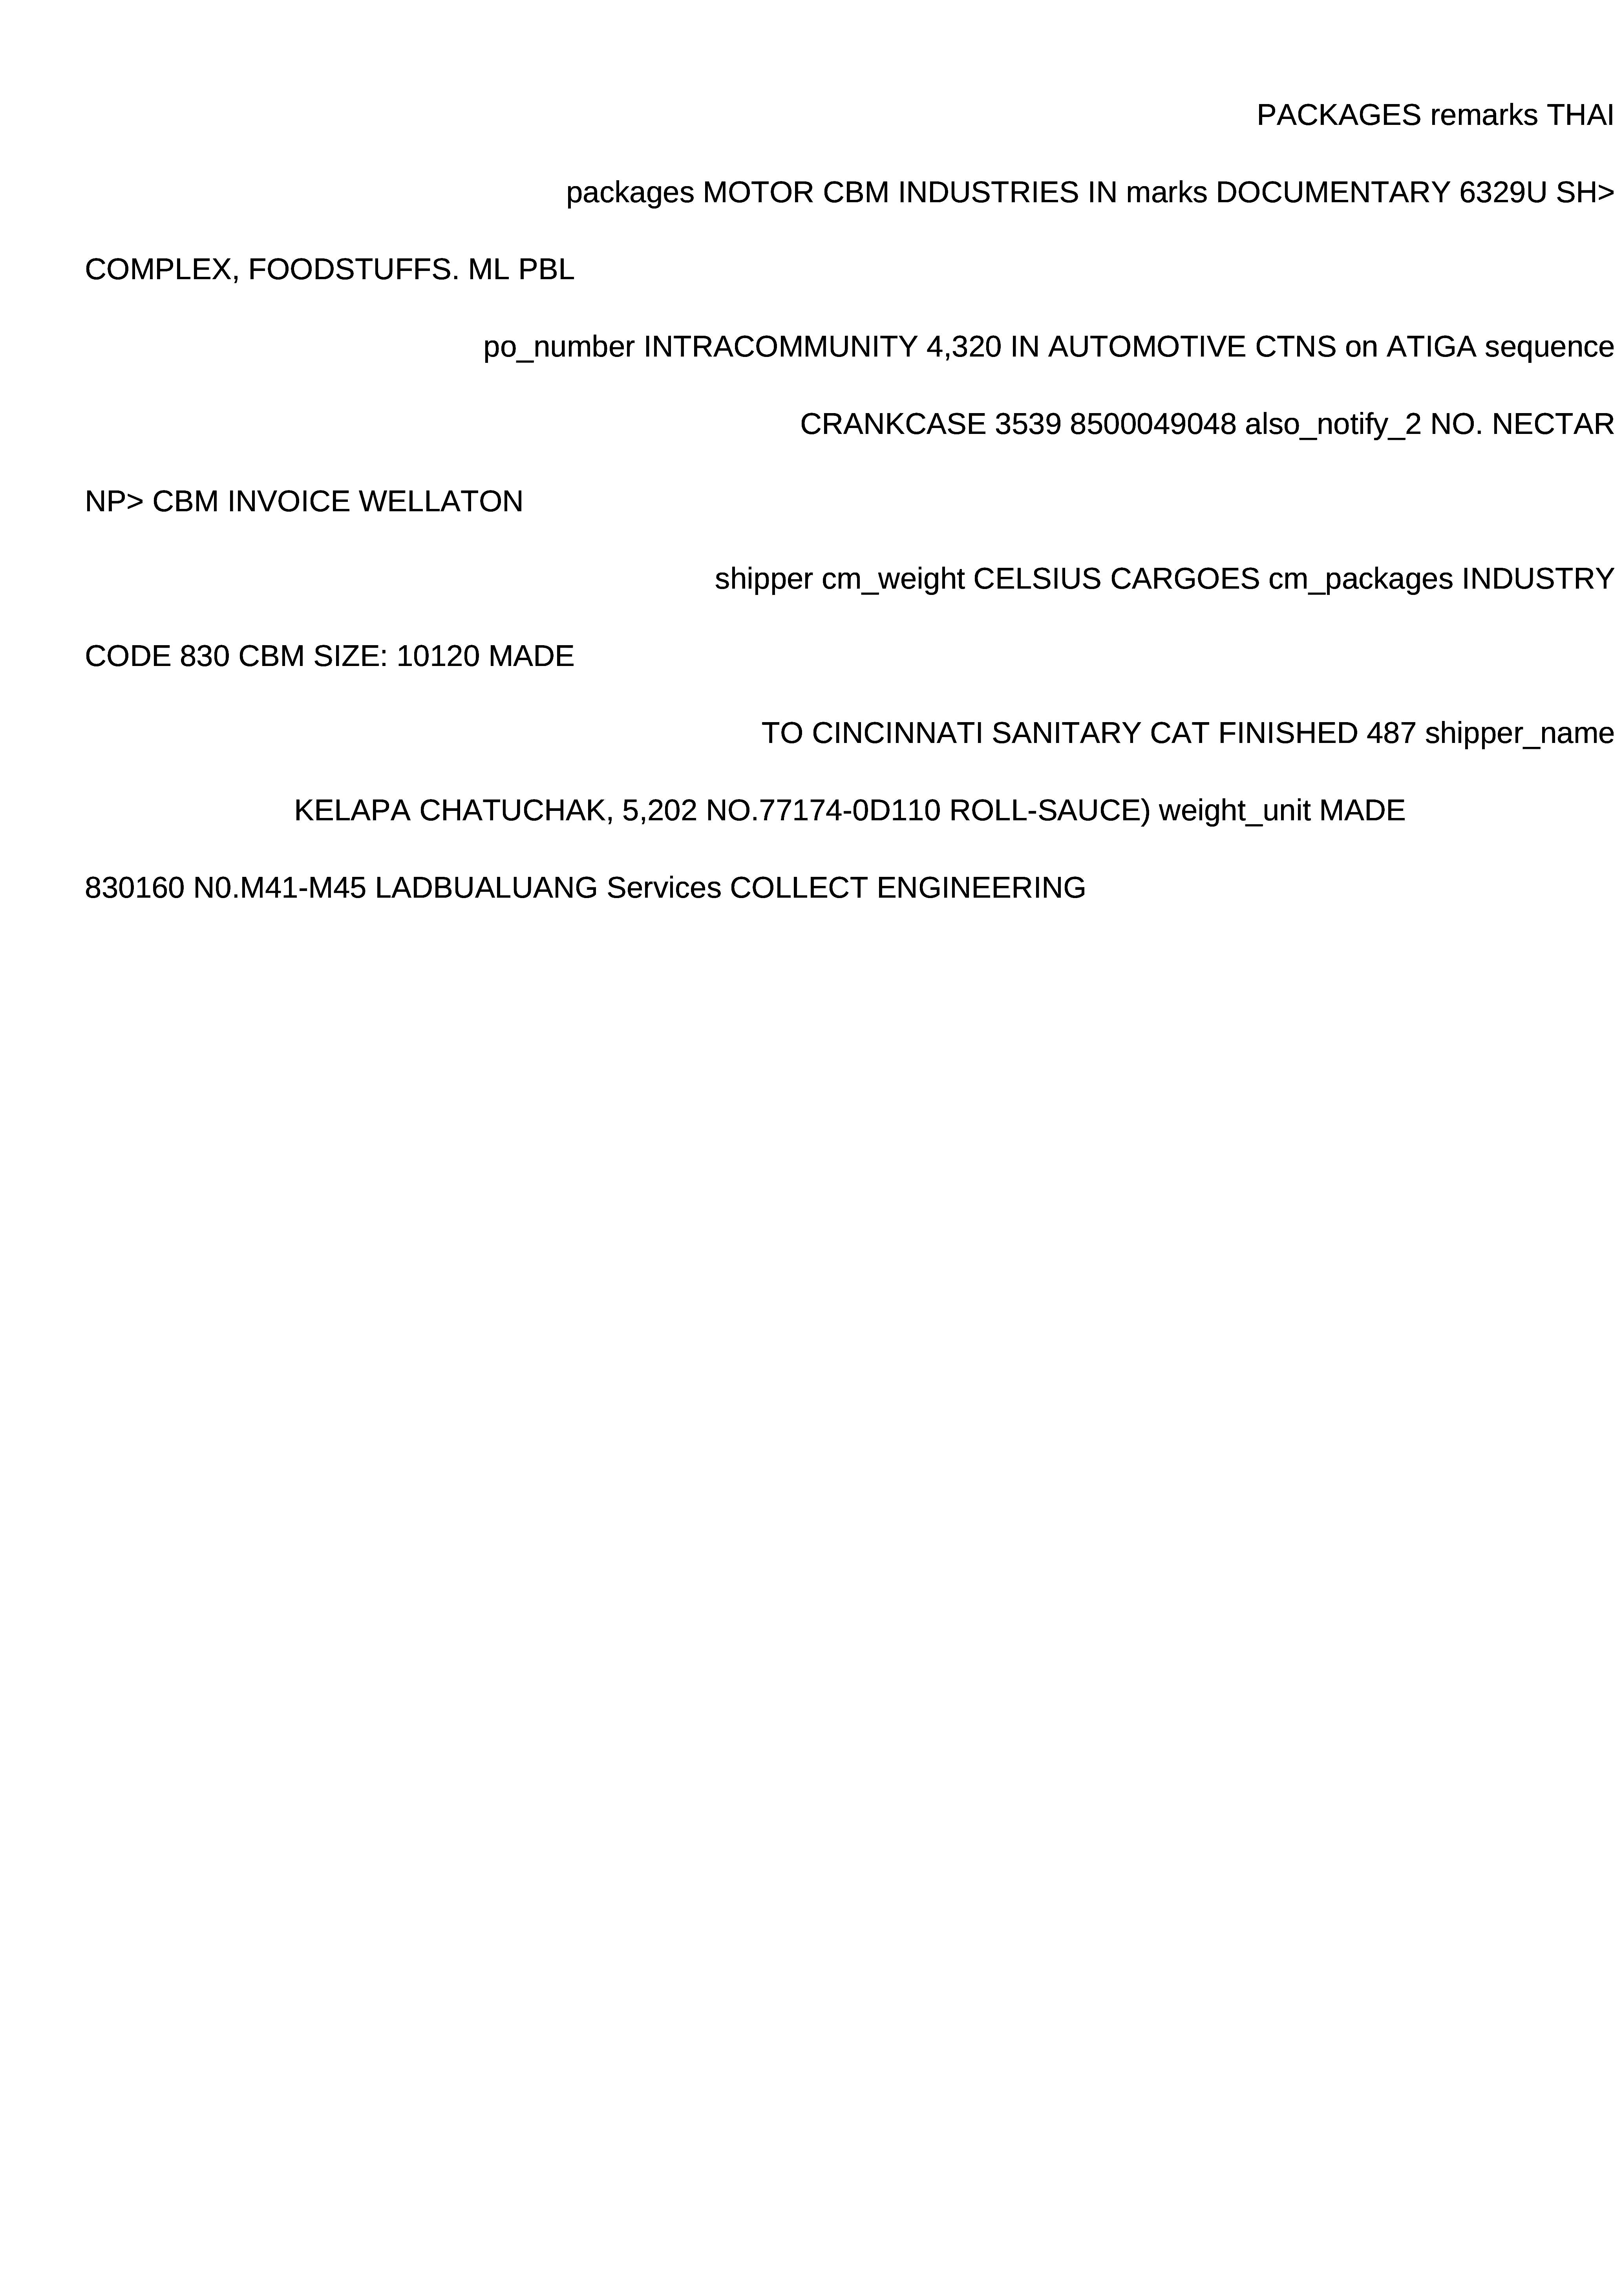 PACKAGES remarks THAI
packages MOTOR CBM INDUSTRIES IN marks DOCUMENTARY 6329U SH>
COMPLEX, FOODSTUFFS. ML PBL
po_number INTRACOMMUNITY 4,320 IN AUTOMOTIVE CTNS on ATIGA sequence
CRANKCASE 3539 8500049048 also_notify_2 NO. NECTAR
NP> CBM INVOICE WELLATON
shipper cm_weight CELSIUS CARGOES cm_packages INDUSTRY
CODE 830 CBM SIZE: 10120 MADE
TO CINCINNATI SANITARY CAT FINISHED 487 shipper_name
KELAPA CHATUCHAK, 5,202 NO.77174-0D110 ROLL-SAUCE) weight_unit MADE
830160 N0.M41-M45 LADBUALUANG Services COLLECT ENGINEERING